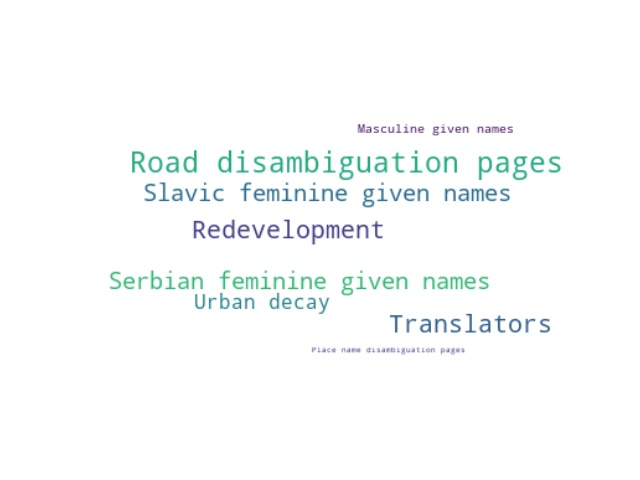 Masculine given names
Road disambiguation pages
Slavic feminine given names
Redevelopment
Serbian feminine given names
Urban decay
Translators
Place name disambiguation pages